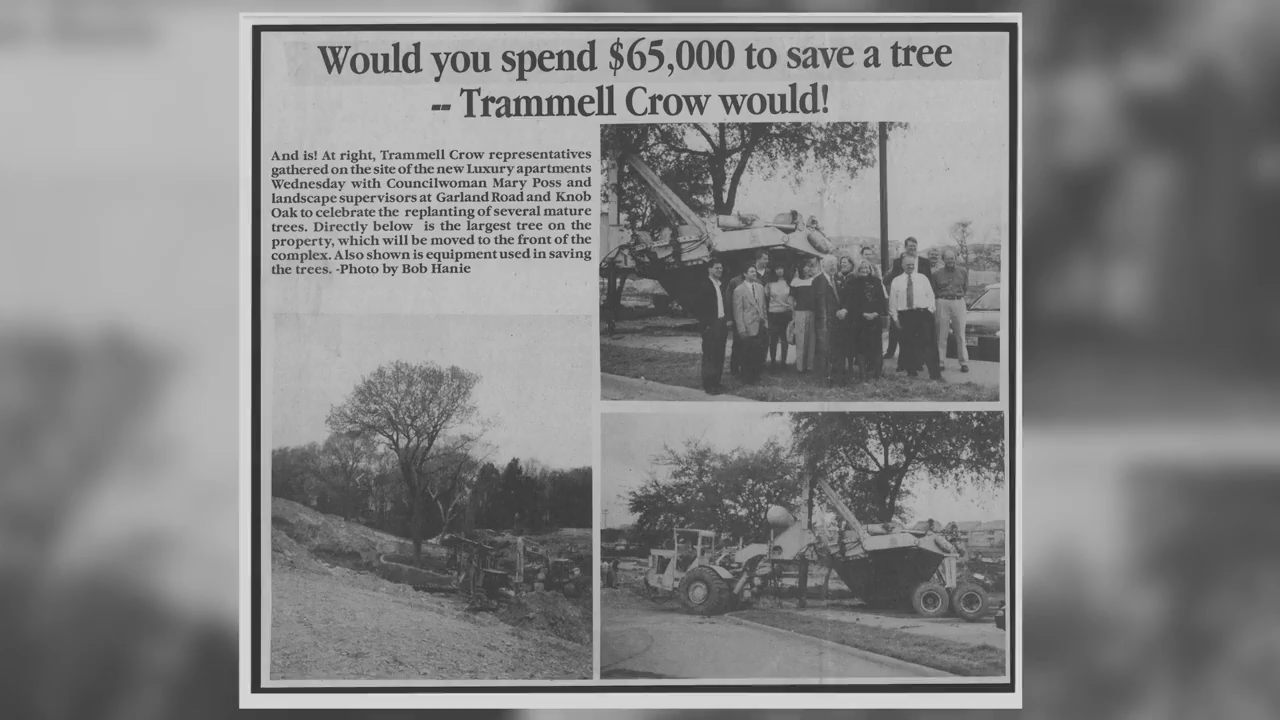 Would you spend $65,000 to save a tree
-- Trammell Crow would!
And is! At right, Trammell Crow representatives
gathered on the site of the new Luxury apartments
Wednesday with Councilwoman Mary Poss and
landscape supervisors at Garland Road and Knob
Oak to celebrate the replanting of several mature
trees. Directly below is the largest tree on the
property, which will be moved to the front of the
complex. Also shown is equipment used in saving
the trees. -Photo by Bob Hanie